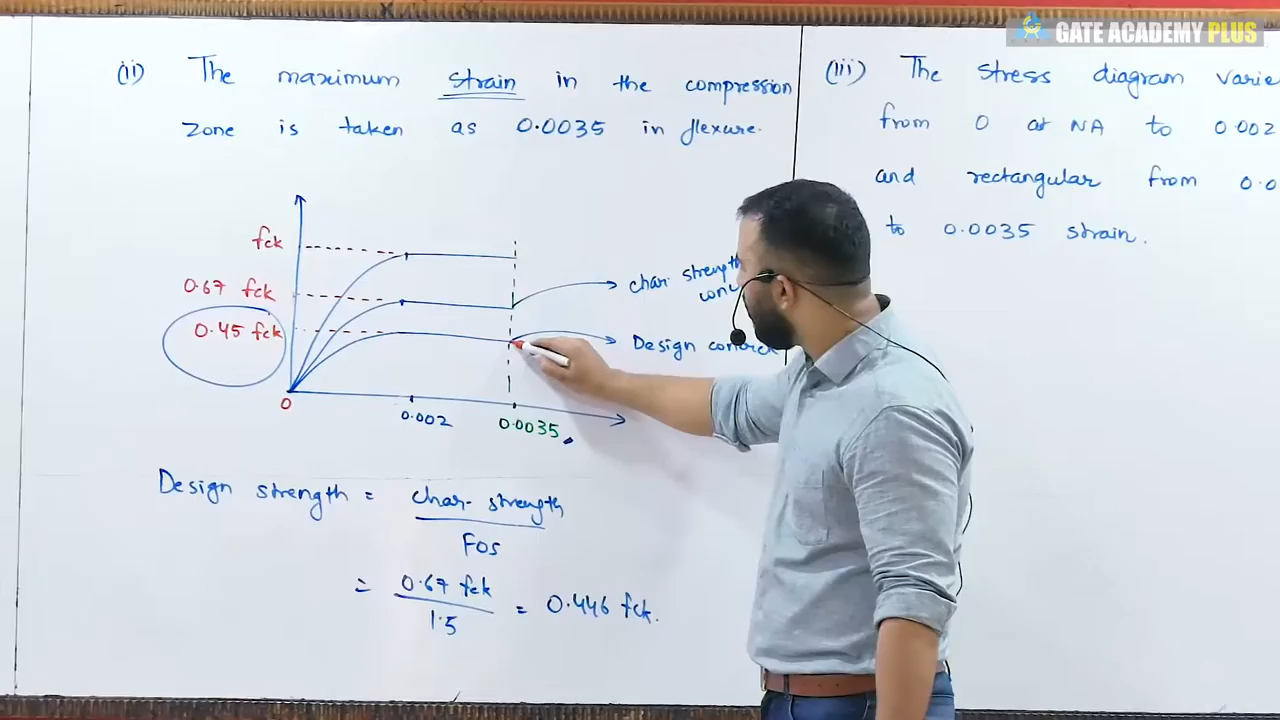 GATE ACADEMY PLUS
(ii) The maximum strain in the compression
zone is taken as 0.0035 in flexure.
fck
0.67 fck
0.45 fck
0
0.002
0.0035
char. strength
Design
Design strength = char. strength
FOS
= 0.67 fck
1.5
= 0.446 fck.
(iii) The stress diagram
from 0 at NA to 0.002
and rectangular from
to 0.0035 strain.